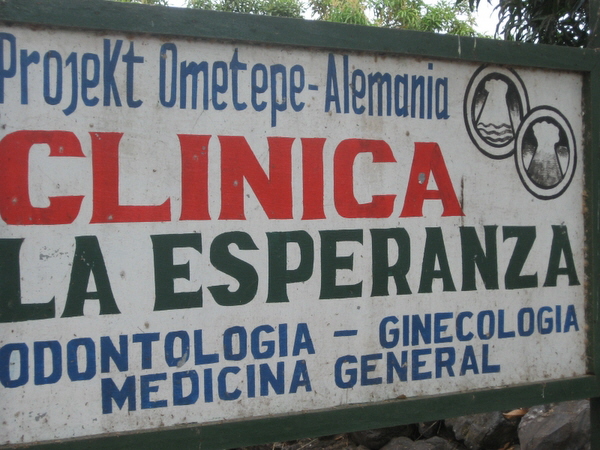 ProjeKt Ometepe-Alemania
CLINICA
LA ESPERANZA
ODONTOLOGIA – GINECOLOGIA
MEDICINA GENERAL